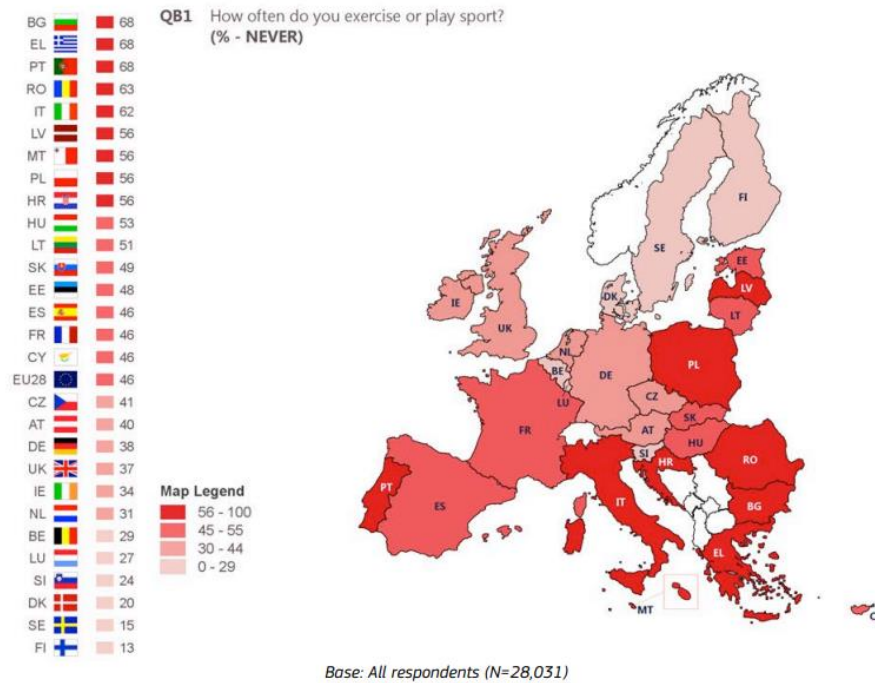 QB1 How often do you exercise or play sport?
(% - NEVER)
BG 68
EL 68
PT 68
RO 63
IT 62
LV 56
MT 56
PL 56
HR 56
HU 53
LT 51
SK 49
EE 48
ES 46
FR 46
CY 46
EU28 46
CZ 41
AT 40
DE 38
UK 37
IE 34
NL 31
BE 29
LU 27
SI 24
DK 20
SE 15
FI 13
Map Legend
56 - 100
45 - 55
30 - 44
0 - 29
FI
SE
EE
LV
LT
DK
IE
UK
NL
BE
DE
PL
LU
CZ
SK
FR
AT
HU
SI
HR
RO
PT
ES
IT
BG
EL
MT
C
Base: All respondents (N=28,031)